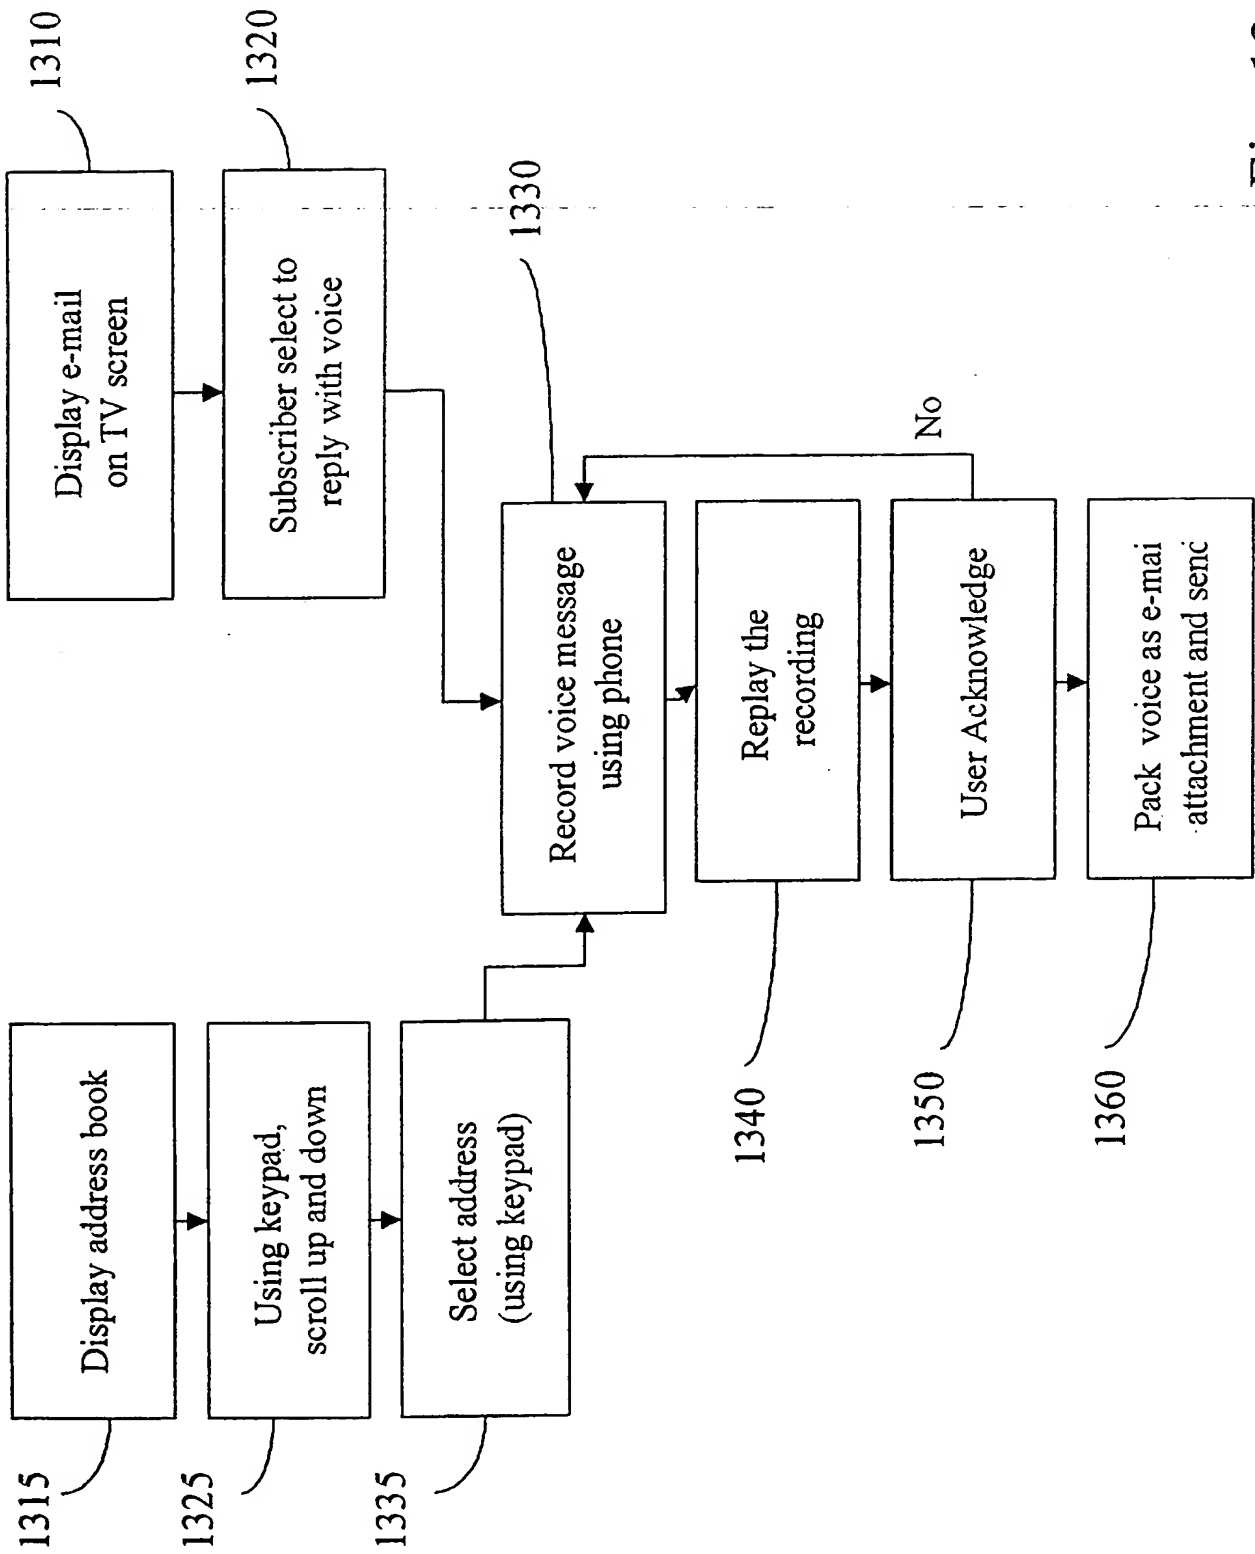 1310
Display e-mail
on TV screen
1320
Subscriber select to
reply with voice
1315
Display address book
1325
Using keypad,
scroll up and down
1335
Select address
(using keypad)
1330
Record voice message
using phone
1340
Replay the
recording
1350
User Acknowledge
No
1360
Pack voice as e-mai
attachment and send